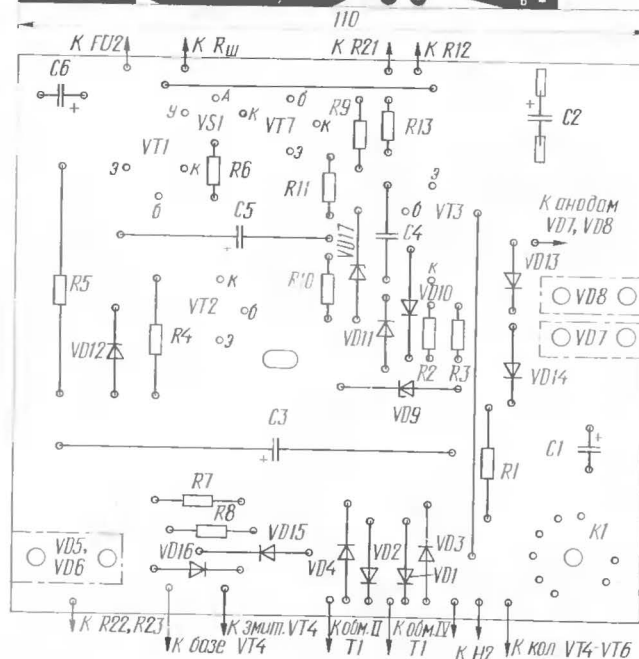 110
К FU2
К Rш
К R21
К R12
C6
+
А
б
у
VS1
К
VT7
к
R9
R13
+
C2
VT1
э
э
к
R6
R11
э
б
б
VT3
C5
+
C4
К анодам
VD7, VD8
VD17
VD13
R5
к
R10
к
VD10
VD8
VT2
б
VD11
VD7
VD12
R4
э
R2
R3
VD14
VD9
C3
+
C1
+
R1
R7
R8
K1
VD5,
VD6
VD16
VD15
VD4
VD2
VD3
VD1
К R22, R23
К эмит. VT4
К обм. II
К обм. IV
К кол VT4-VT6
К базе VT4
T1
T1
К H2